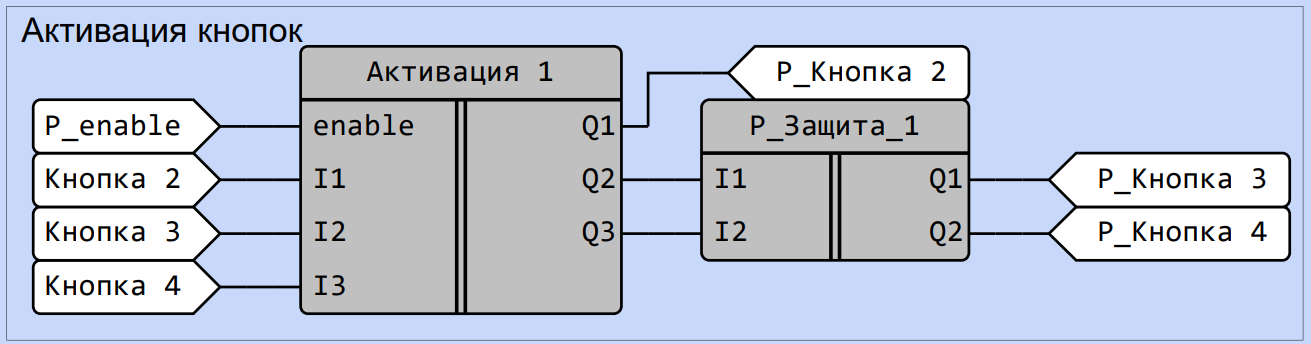 Активация кнопок
Активация 1
P_Кнопка 2
P_enable
enable
Q1
P_Защита_1
Кнопка 2
I1
Q2
I1
Q1
P_Кнопка 3
Кнопка 3
I2
Q3
I2
Q2
P_Кнопка 4
Кнопка 4
I3